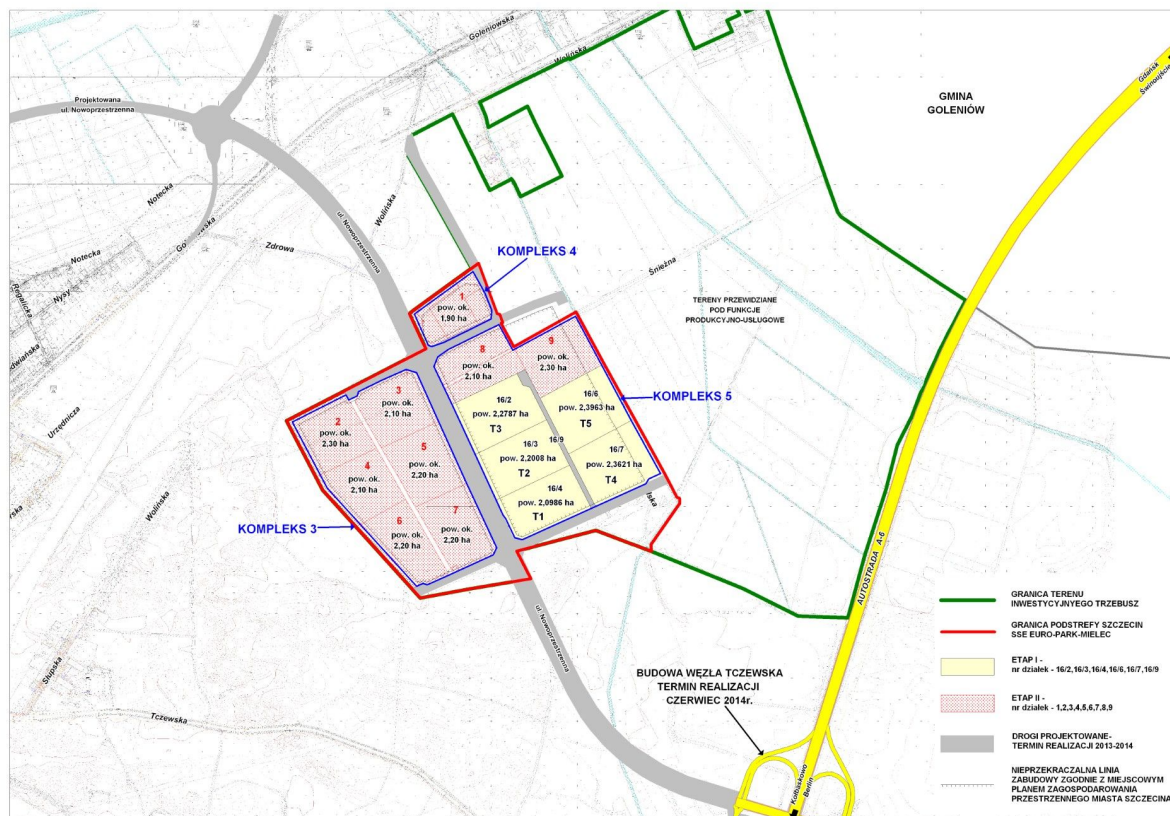 Goleniowska
Wolińska
Gdańsk
Świnoujście
GMINA
GOLENIÓW
Projektowana
ul. Nowoprzestrzenna
Notecka
Wolińska
ul. Nowoprzestrzenna
Zdrowa
Notecka
Nysy
Regalicka
KOMPLEKS 4
Śnieżna
TERENY PRZEWIDZIANE
POD FUNKCJE
PRODUKCYJNO-USŁUGOWE
1
pow. ok.
1,90 ha
8
pow. ok.
2,10 ha
9
pow. ok.
2.30 ha
3
pow. ok.
2,10 ha
16/2
pow. 2,2787 ha
T3
16/6
pow. 2,3963 ha
T5
KOMPLEKS 5
Urzędnicza
2
pow. ok.
2,30 ha
5
pow. ok.
2,20 ha
16/3
pow. 2,2008 ha
T2
16/9
16/7
pow. 2,3621 ha
T4
4
pow. ok.
2,10 ha
16/4
pow. 2,0986 ha
T1
Wolińska
KOMPLEKS 3
6
pow. ok.
2,20 ha
7
pow. ok.
2,20 ha
AUTOSTRADA A-6
ul. Nowoprzestrzenna
Słupska
Tczewska
BUDOWA WĘZŁA TCZEWSKA
TERMIN REALIZACJI
CZERWIEC 2014r.
Kołbaskowo
Berlin
GRANICA TERENU
INWESTYCYJNYEGO TRZEBUSZ
GRANICA PODSTREFY SZCZECIN
SSE EURO-PARK-MIELEC
ETAP I -
nr działek - 16/2,16/3,16/4,16/6,16/7,16/9
ETAP II -
nr działek - 1,2,3,4,5,6,7,8,9
DROGI PROJEKTOWANE-
TERMIN REALIZACJI 2013-2014
NIEPRZEKRACZALNA LINIA
ZABUDOWY ZGODNIE Z MIEJSCOWYM
PLANEM ZAGOSPODAROWANIA
PRZESTRZENNEGO MIASTA SZCZECINA